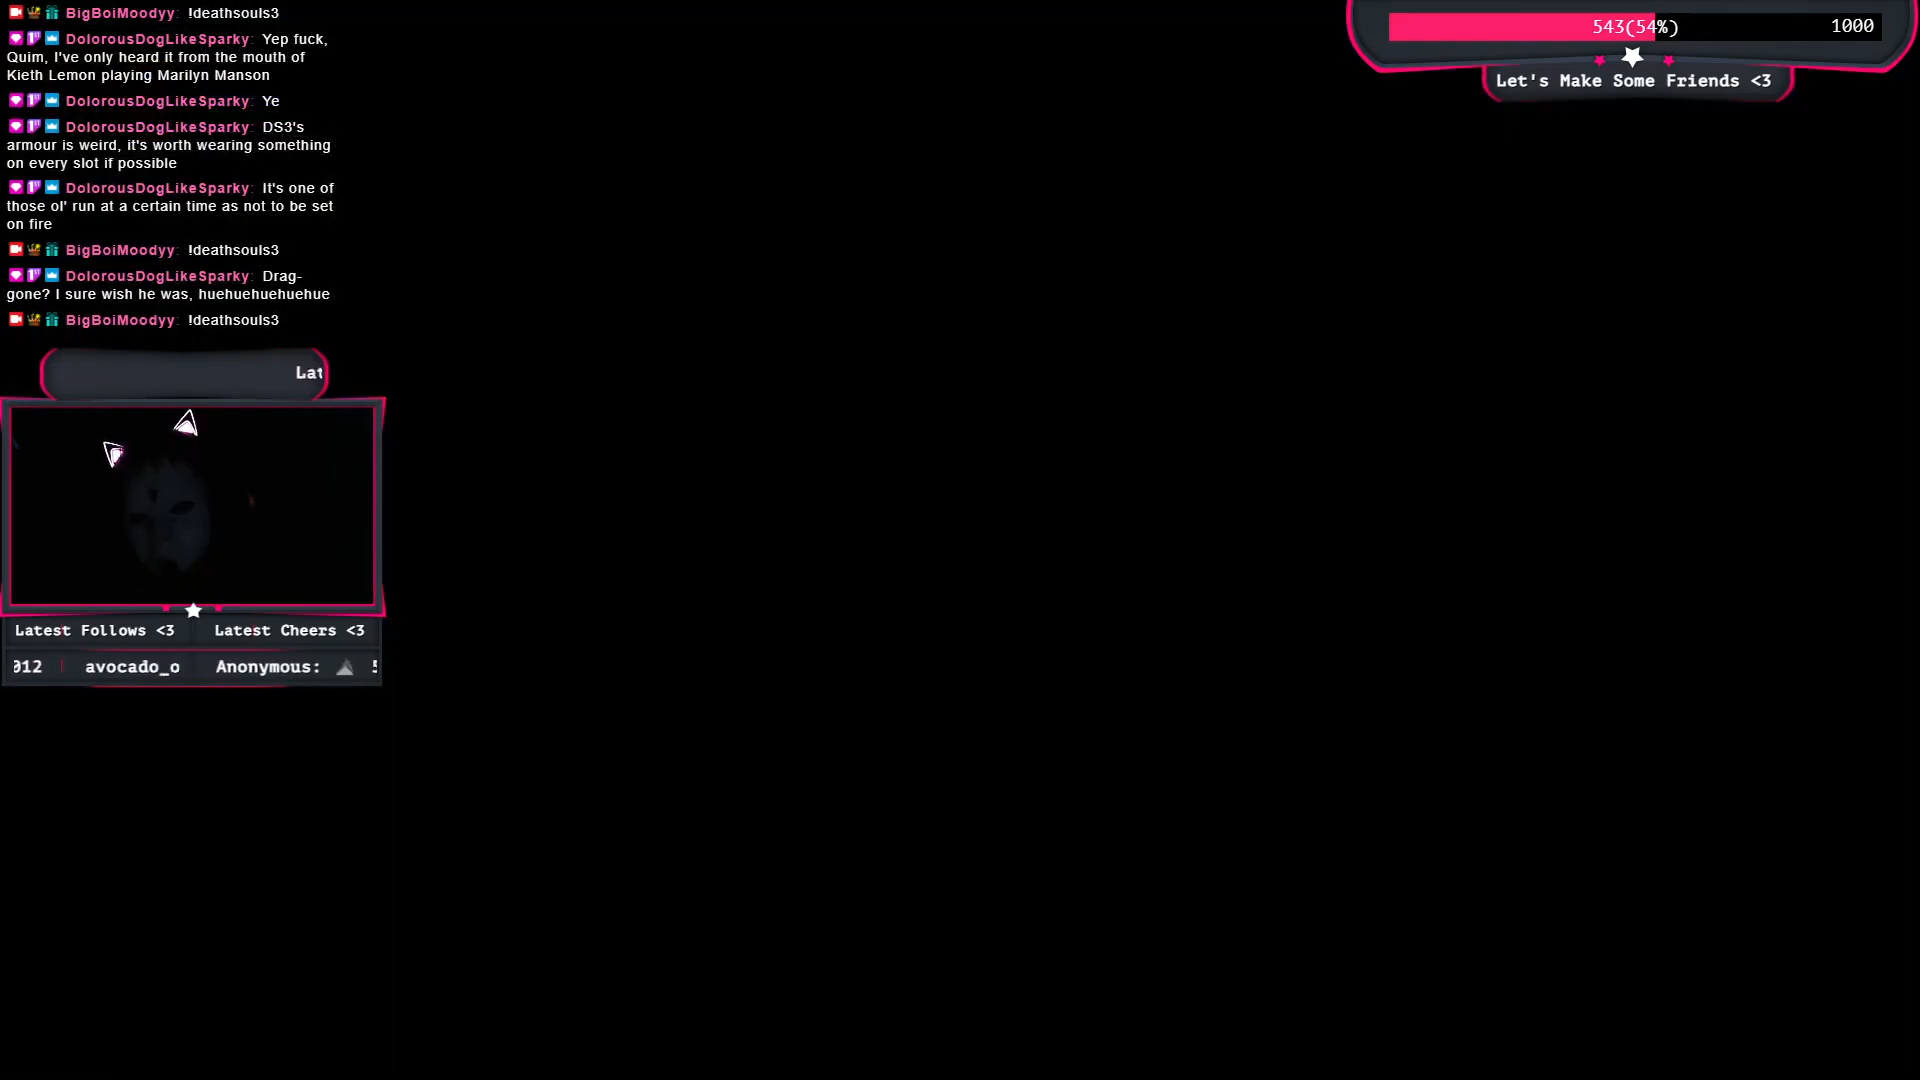 BigBoiMoodyy: !deathsouls3
DolorousDogLikeSparky: Yep fuck,
Quim, I've only heard it from the mouth of
Kieth Lemon playing Marilyn Manson
DolorousDogLikeSparky: Ye
DolorousDogLikeSparky: DS3's
armour is weird, it's worth wearing something
on every slot if possible
DolorousDogLikeSparky: It's one of
those ol' run at a certain time as not to be set
on fire
BigBoiMoodyy: !deathsouls3
DolorousDogLikeSparky: Drag-
gone? I sure wish he was, huehuehuehuehue
BigBoiMoodyy: !deathsouls3
Lat
Latest Follows <3 Latest Cheers <3
012 | avocado_o Anonymous: 5
543(54%) 1000
Let's Make Some Friends <3